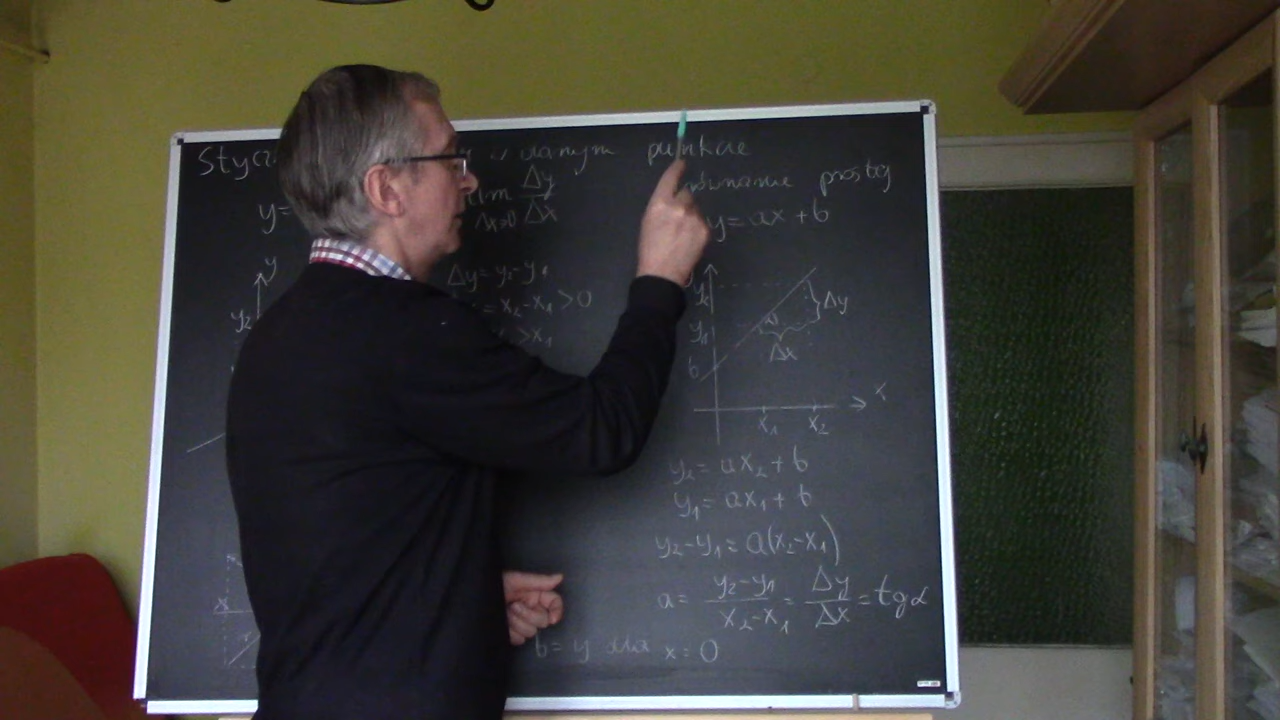 w danym punkcie
Δy
Δx→0 Δx
równanie prostej
y=
y=ax+b
y
Δy=y₂-y₁
= x₂-x₁>0
>x₁
y₂
y₂
y₁
b
Δy
Δx
x
x₁ x₂
y₂=ax₂+b
y₁=ax₁+b
y₂-y₁=a(x₂-x₁)
a= y₂-y₁ / x₂-x₁ = Δy / Δx = tgα
b=y dla x=0